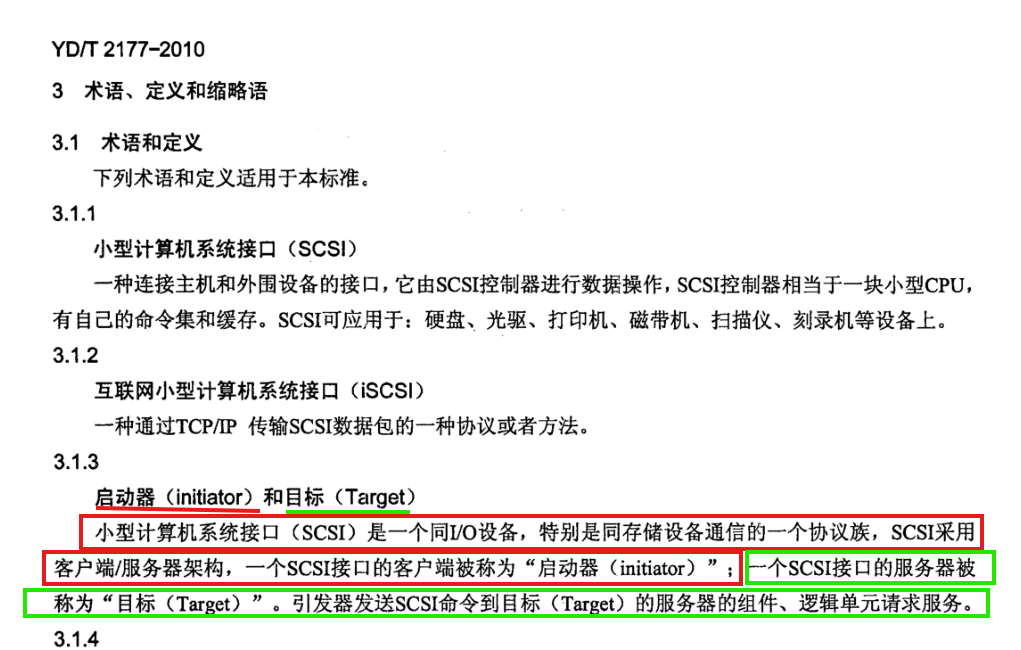 YD/T 2177-2010
3 术语、定义和缩略语
3.1 术语和定义
下列术语和定义适用于本标准。
3.1.1
小型计算机系统接口（SCSI）
一种连接主机和外围设备的接口，它由SCSI控制器进行数据操作，SCSI控制器相当于一块小型CPU，
有自己的命令集和缓存。SCSI可应用于：硬盘、光驱、打印机、磁带机、扫描仪、刻录机等设备上。
3.1.2
互联网小型计算机系统接口（iSCSI）
一种通过TCP/IP 传输SCSI数据包的一种协议或者方法。
3.1.3
启动器（initiator）和目标（Target）
小型计算机系统接口（SCSI）是一个同I/O设备，特别是同存储设备通信的一个协议族，SCSI采用
客户端/服务器架构，一个SCSI接口的客户端被称为“启动器（initiator）”；一个SCSI接口的服务器被
称为“目标（Target）”。引发器发送SCSI命令到目标（Target）的服务器的组件、逻辑单元请求服务。
3.1.4